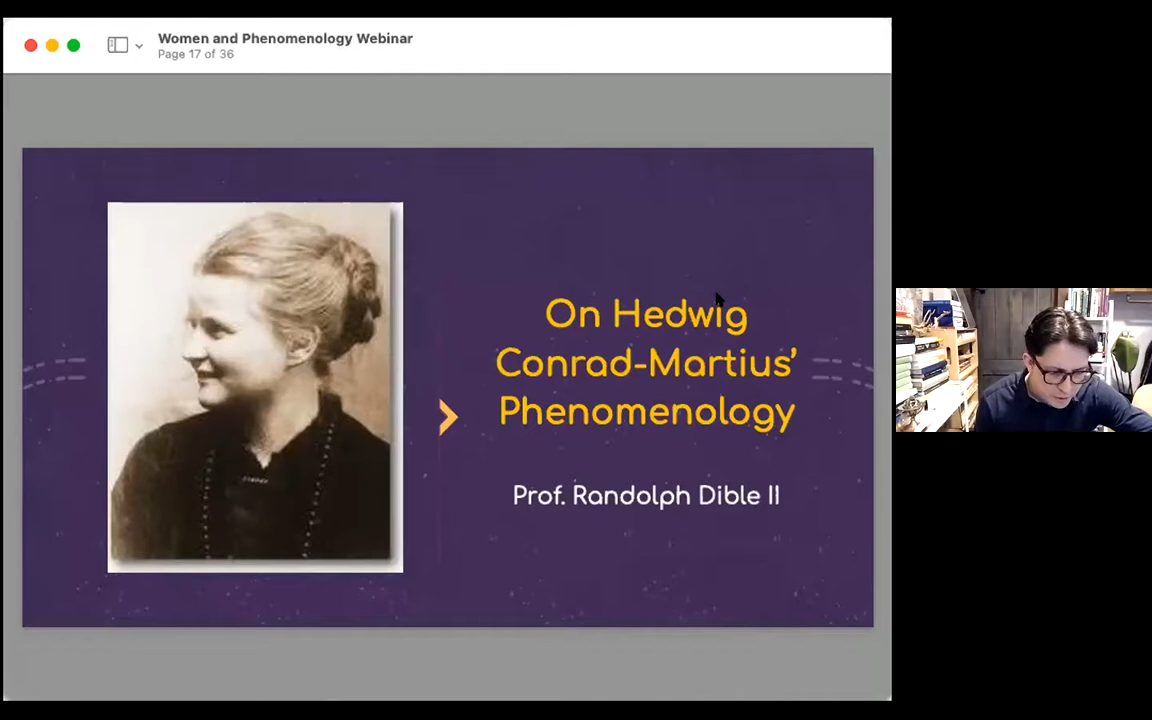 Women and Phenomenology Webinar
Page 17 of 36
On Hedwig
Conrad-Martius’
Phenomenology
Prof. Randolph Dible II